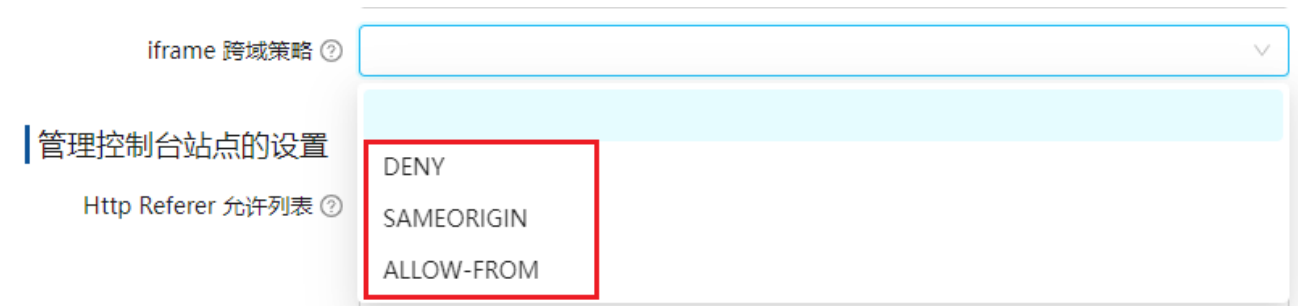 iframe 跨域策略 ?
管理控制台站点的设置
DENY
Http Referer 允许列表 ?
SAMEORIGIN
ALLOW-FROM